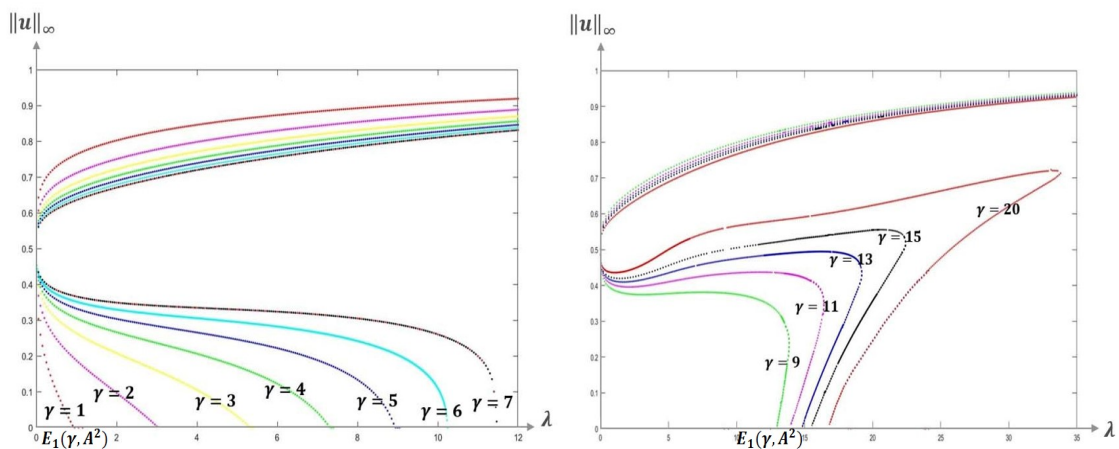 ‖u‖∞
1
0.9
0.8
0.7
0.6
0.5
0.4
0.3
0.2
0.1
0
γ = 1
γ = 2
γ = 3
γ = 4
γ = 5
γ = 6
γ = 7
λ
0 2 4 6 8 10 12
E₁(γ, A²)
‖u‖∞
1
0.9
0.8
0.7
0.6
0.5
0.4
0.3
0.2
0.1
0
γ = 20
γ = 15
γ = 13
γ = 11
γ = 9
λ
0 5 10 15 20 25 30 35
E₁(γ, A²)